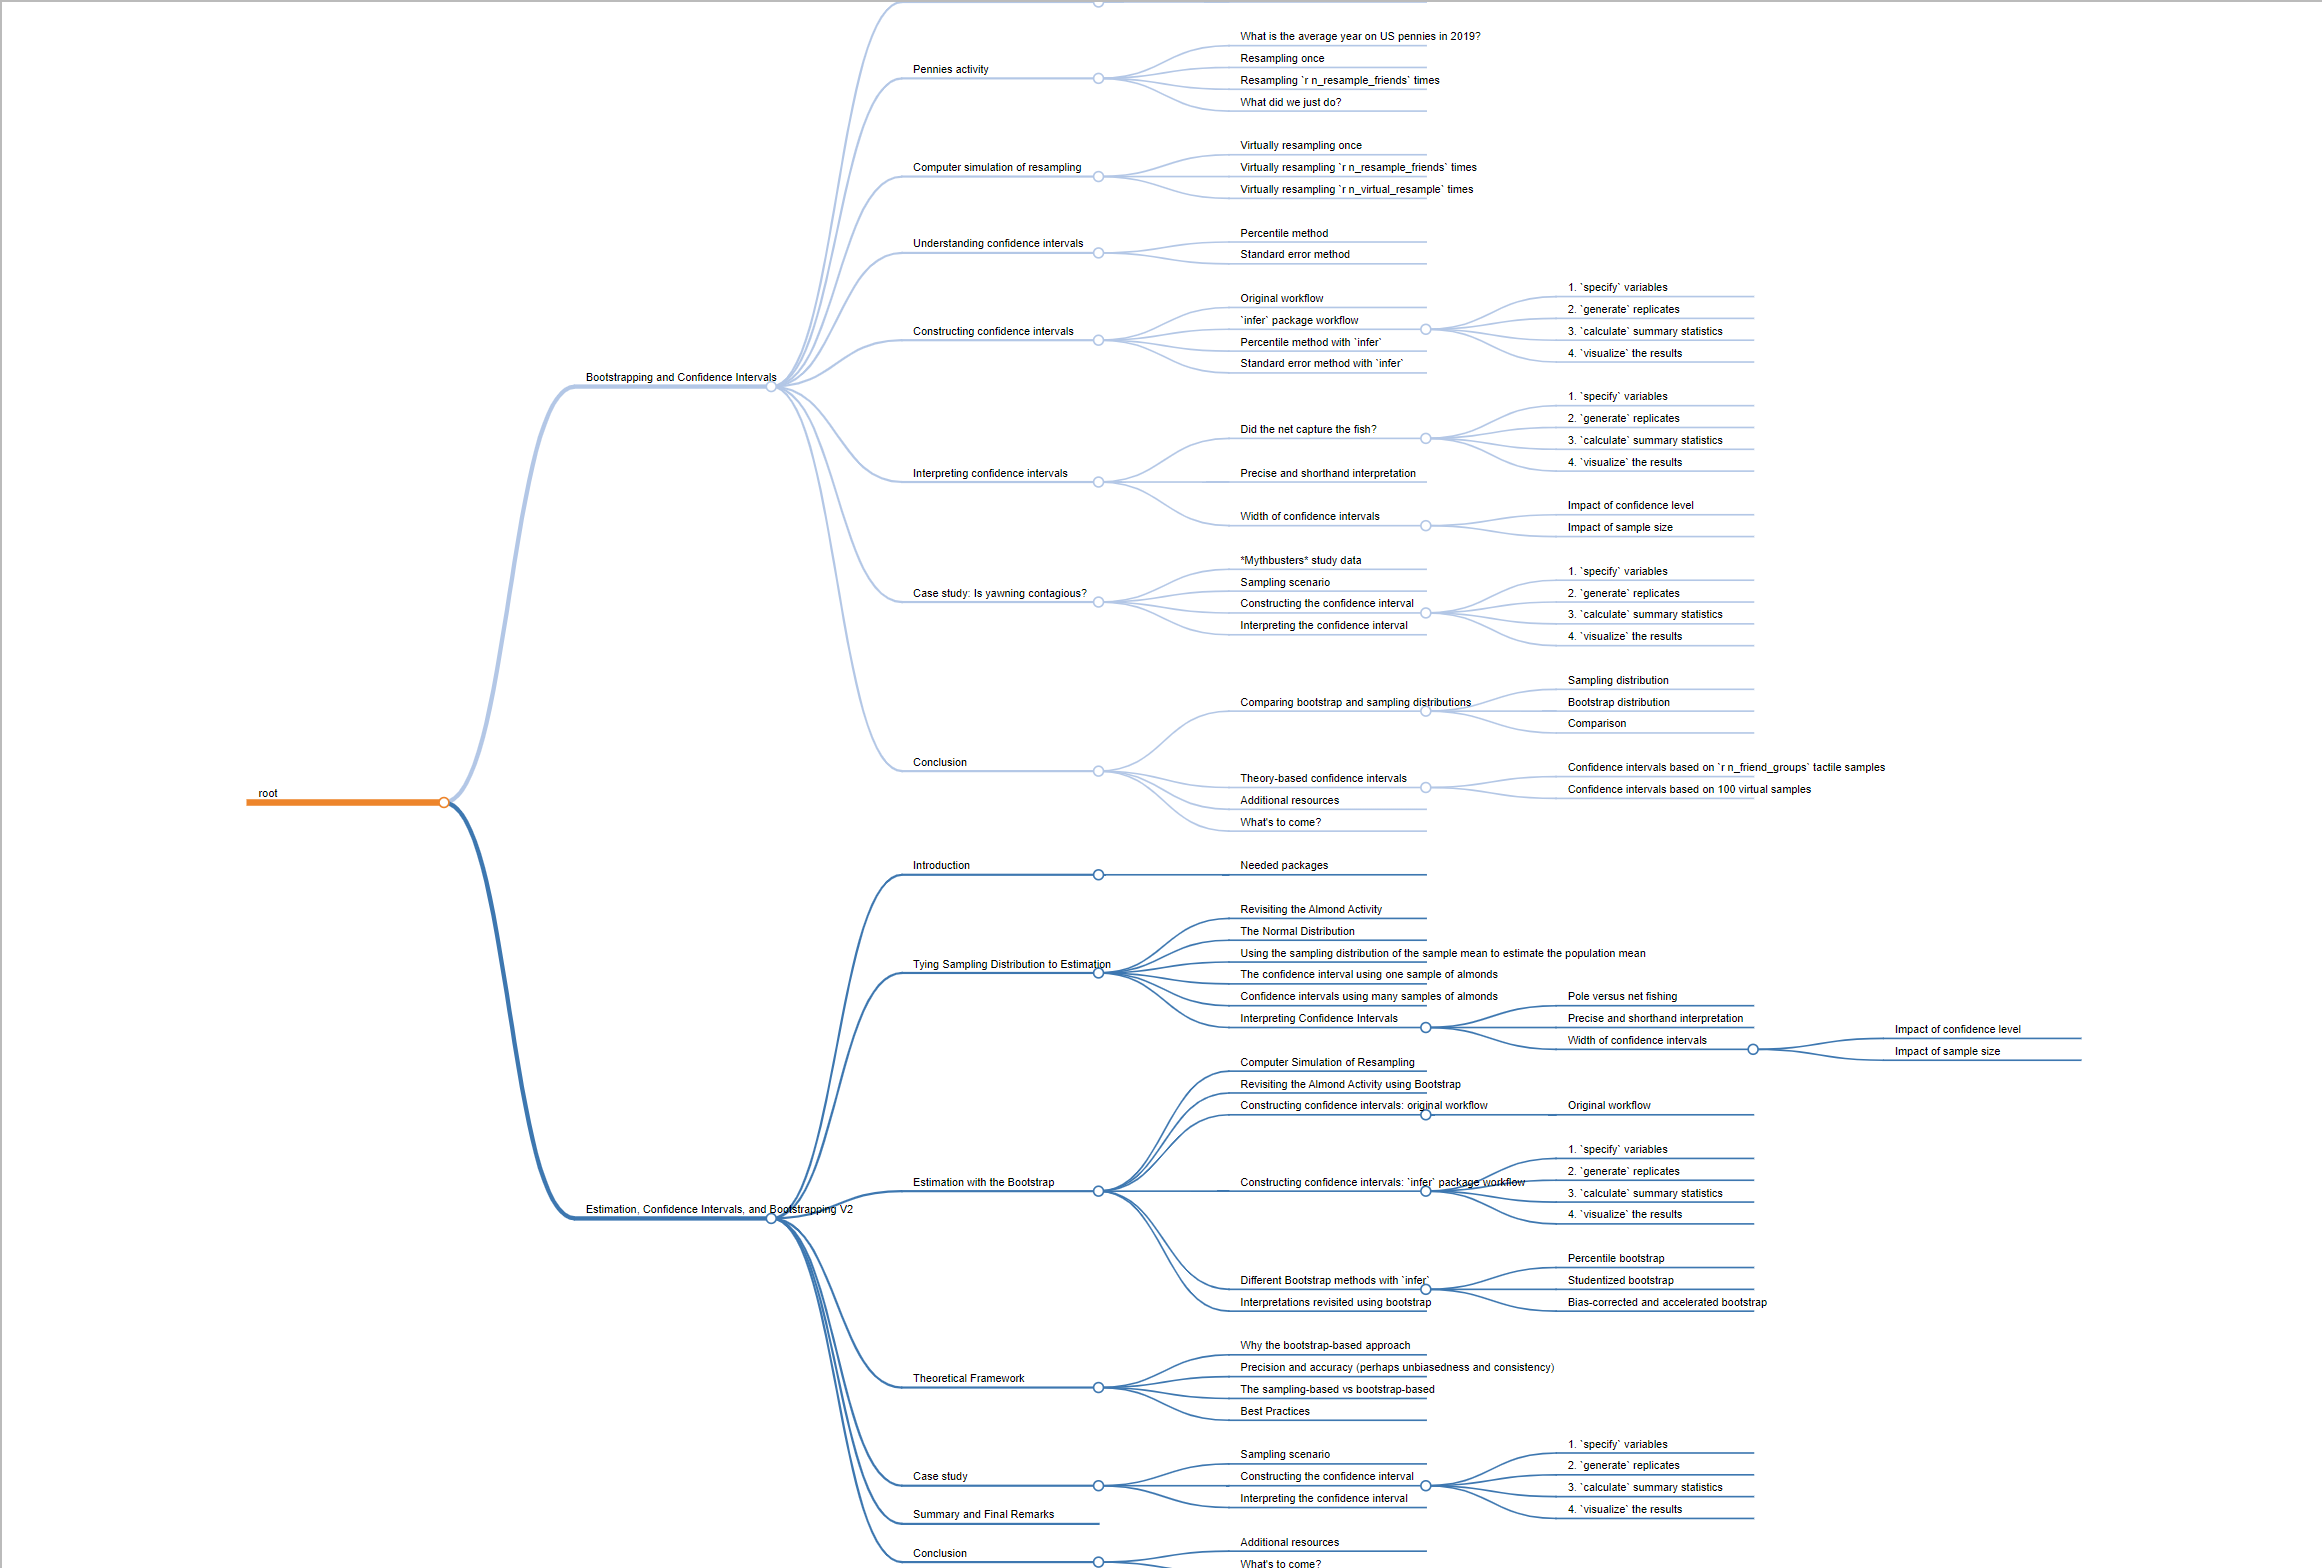 What is the average year on US pennies in 2019?
Pennies activity
Resampling once
Resampling `r n_resample_friends` times
What did we just do?
Virtually resampling once
Computer simulation of resampling
Virtually resampling `r n_resample_friends` times
Virtually resampling `r n_virtual_resample` times
Understanding confidence intervals
Percentile method
Standard error method
1. `specify` variables
Original workflow
2. `generate` replicates
`infer` package workflow
Constructing confidence intervals
3. `calculate` summary statistics
Percentile method with `infer`
4. `visualize` the results
Standard error method with `infer`
Bootstrapping and Confidence Intervals
1. `specify` variables
2. `generate` replicates
Did the net capture the fish?
3. `calculate` summary statistics
4. `visualize` the results
Interpreting confidence intervals
Precise and shorthand interpretation
Impact of confidence level
Width of confidence intervals
Impact of sample size
*Mythbusters* study data
1. `specify` variables
Sampling scenario
2. `generate` replicates
Case study: Is yawning contagious?
Constructing the confidence interval
3. `calculate` summary statistics
Interpreting the confidence interval
4. `visualize` the results
Sampling distribution
Comparing bootstrap and sampling distributions
Bootstrap distribution
Comparison
Conclusion
Confidence intervals based on `r n_friend_groups` tactile samples
Theory-based confidence intervals
Confidence intervals based on 100 virtual samples
root
Additional resources
What's to come?
Introduction
Needed packages
Revisiting the Almond Activity
The Normal Distribution
Using the sampling distribution of the sample mean to estimate the population mean
Tying Sampling Distribution to Estimation
The confidence interval using one sample of almonds
Confidence intervals using many samples of almonds
Pole versus net fishing
Interpreting Confidence Intervals
Precise and shorthand interpretation
Impact of confidence level
Width of confidence intervals
Impact of sample size
Computer Simulation of Resampling
Revisiting the Almond Activity using Bootstrap
Constructing confidence intervals: original workflow
Original workflow
1. `specify` variables
2. `generate` replicates
Estimation with the Bootstrap
Constructing confidence intervals: `infer` package workflow
3. `calculate` summary statistics
Estimation, Confidence Intervals, and Bootstrapping V2
4. `visualize` the results
Percentile bootstrap
Different Bootstrap methods with `infer`
Studentized bootstrap
Interpretations revisited using bootstrap
Bias-corrected and accelerated bootstrap
Why the bootstrap-based approach
Precision and accuracy (perhaps unbiasedness and consistency)
Theoretical Framework
The sampling-based vs bootstrap-based
Best Practices
1. `specify` variables
Sampling scenario
2. `generate` replicates
Case study
Constructing the confidence interval
3. `calculate` summary statistics
Interpreting the confidence interval
4. `visualize` the results
Summary and Final Remarks
Additional resources
Conclusion
What's to come?